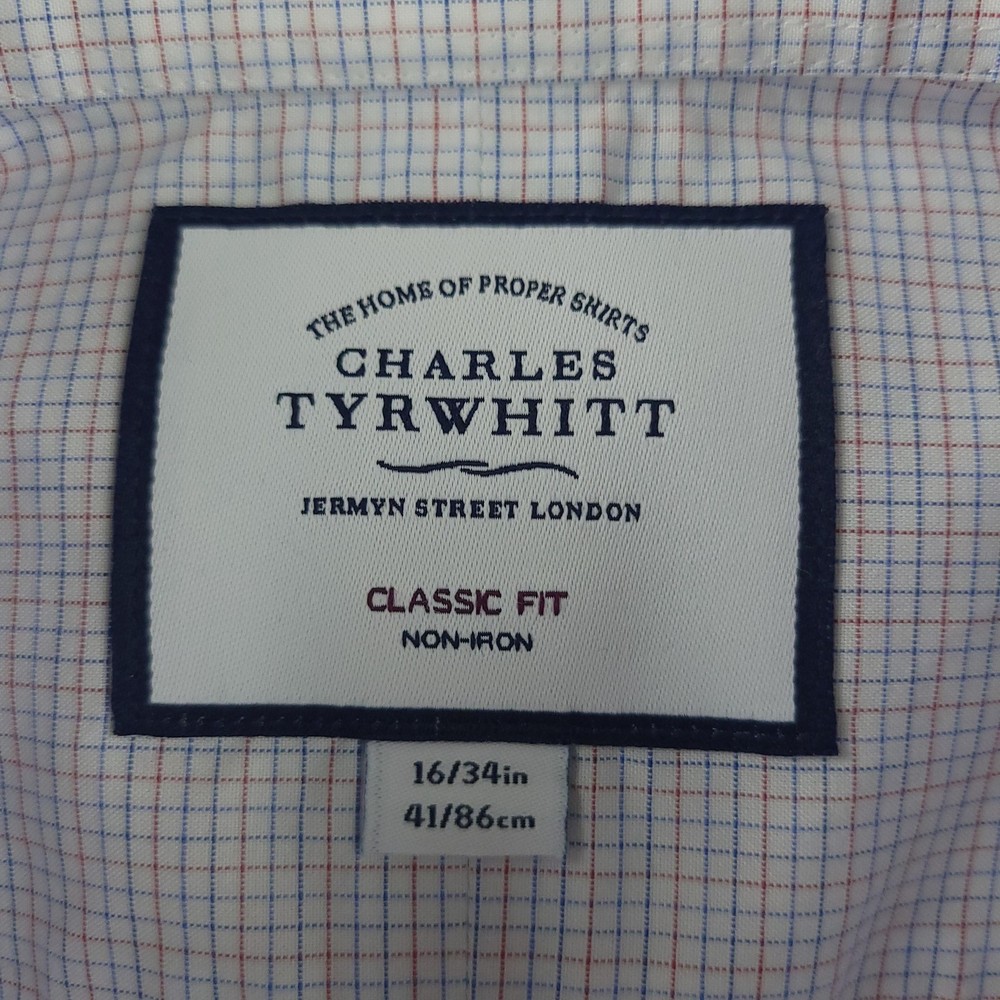 THE HOME OF PROPER SHIRTS
CHARLES
TYRWHITT
JERMYN STREET LONDON
CLASSIC FIT
NON-IRON
16/34in
41/86cm